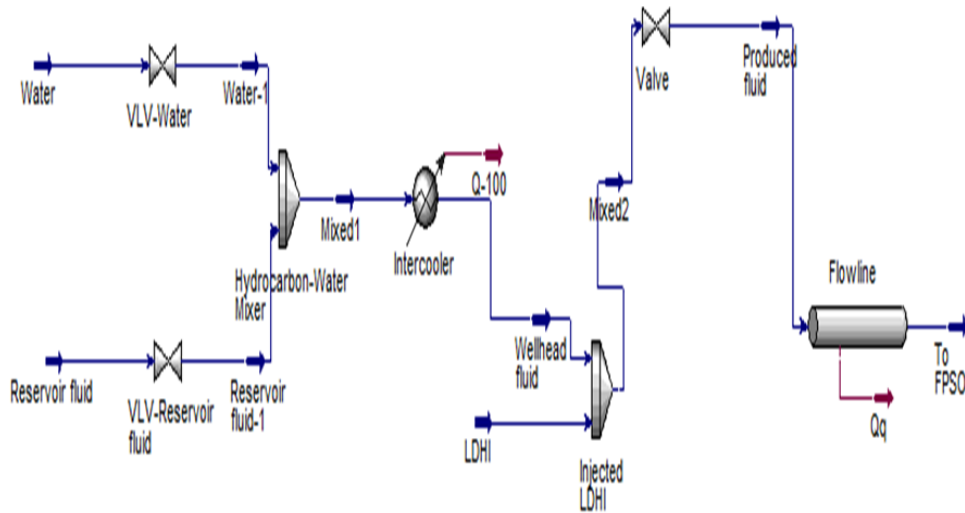 Water
VLV-Water
Water-1
Hydrocarbon-Water
Mixer
Mixed1
Intercooler
Q-100
Reservoir fluid
VLV-Reservoir
fluid
Reservoir
fluid-1
Wellhead
fluid
LDHI
Injected
LDHI
Mixed2
Valve
Produced
fluid
Flowline
Qq
To
FPSO